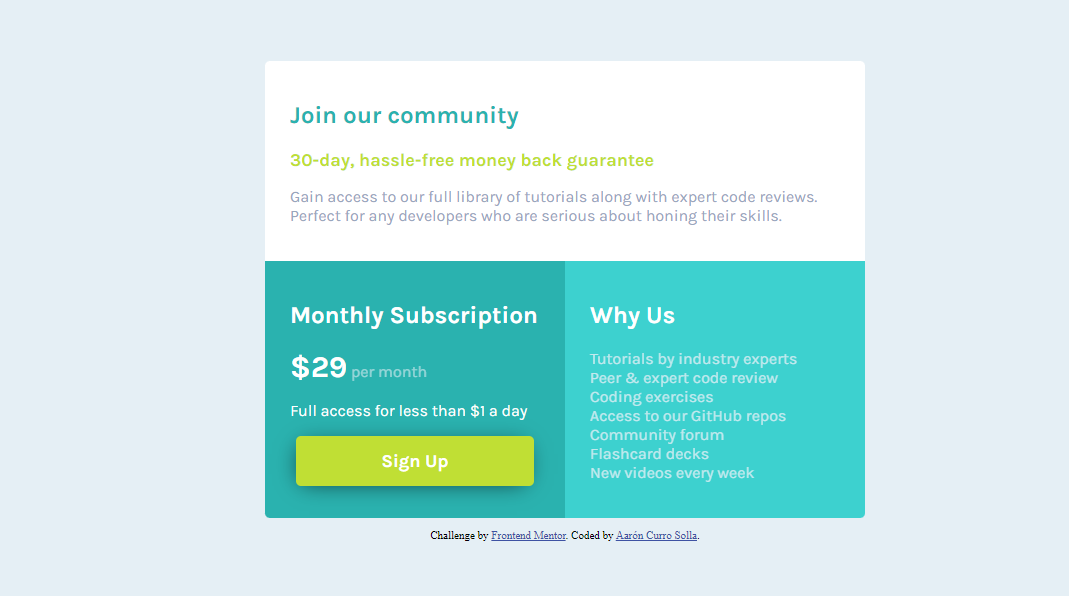 Join our community
30-day, hassle-free money back guarantee
Gain access to our full library of tutorials along with expert code reviews.
Perfect for any developers who are serious about honing their skills.
Monthly Subscription
$29 per month
Full access for less than $1 a day
Sign Up
Why Us
Tutorials by industry experts
Peer & expert code review
Coding exercises
Access to our GitHub repos
Community forum
Flashcard decks
New videos every week
Challenge by Frontend Mentor. Coded by Aarón Curro Solla.